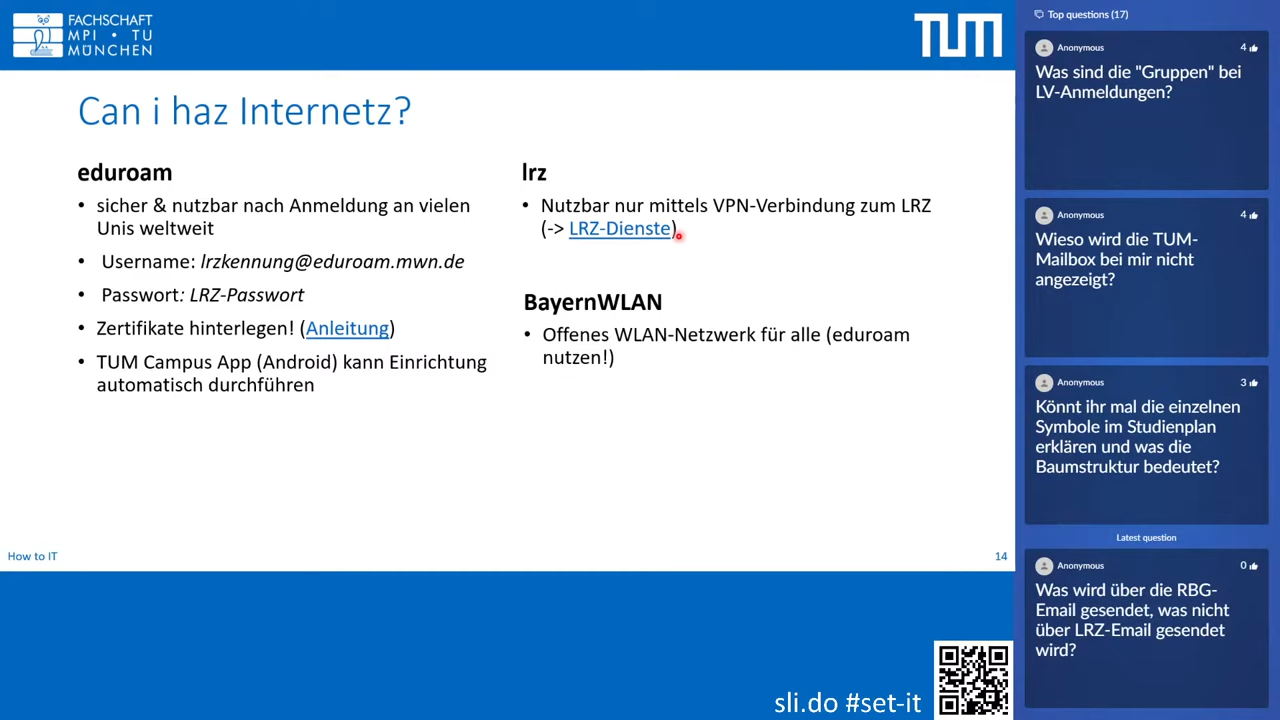 FACHSCHAFT
MPI • TU
MÜNCHEN
TUM
Can i haz Internetz?
eduroam
• sicher & nutzbar nach Anmeldung an vielen
Unis weltweit
• Username: lrzkennung@eduroam.mwn.de
• Passwort: LRZ-Passwort
• Zertifikate hinterlegen! (Anleitung)
• TUM Campus App (Android) kann Einrichtung
automatisch durchführen
lrz
• Nutzbar nur mittels VPN-Verbindung zum LRZ
(-> LRZ-Dienste)
BayernWLAN
• Offenes WLAN-Netzwerk für alle (eduroam
nutzen!)
How to IT
14
sli.do #set-it
Top questions (17)
Anonymous
4
Was sind die "Gruppen" bei
LV-Anmeldungen?
Anonymous
4
Wieso wird die TUM-
Mailbox bei mir nicht
angezeigt?
Anonymous
3
Könnt ihr mal die einzelnen
Symbole im Studienplan
erklären und was die
Baumstruktur bedeutet?
Latest question
Anonymous
0
Was wird über die RBG-
Email gesendet, was nicht
über LRZ-Email gesendet
wird?